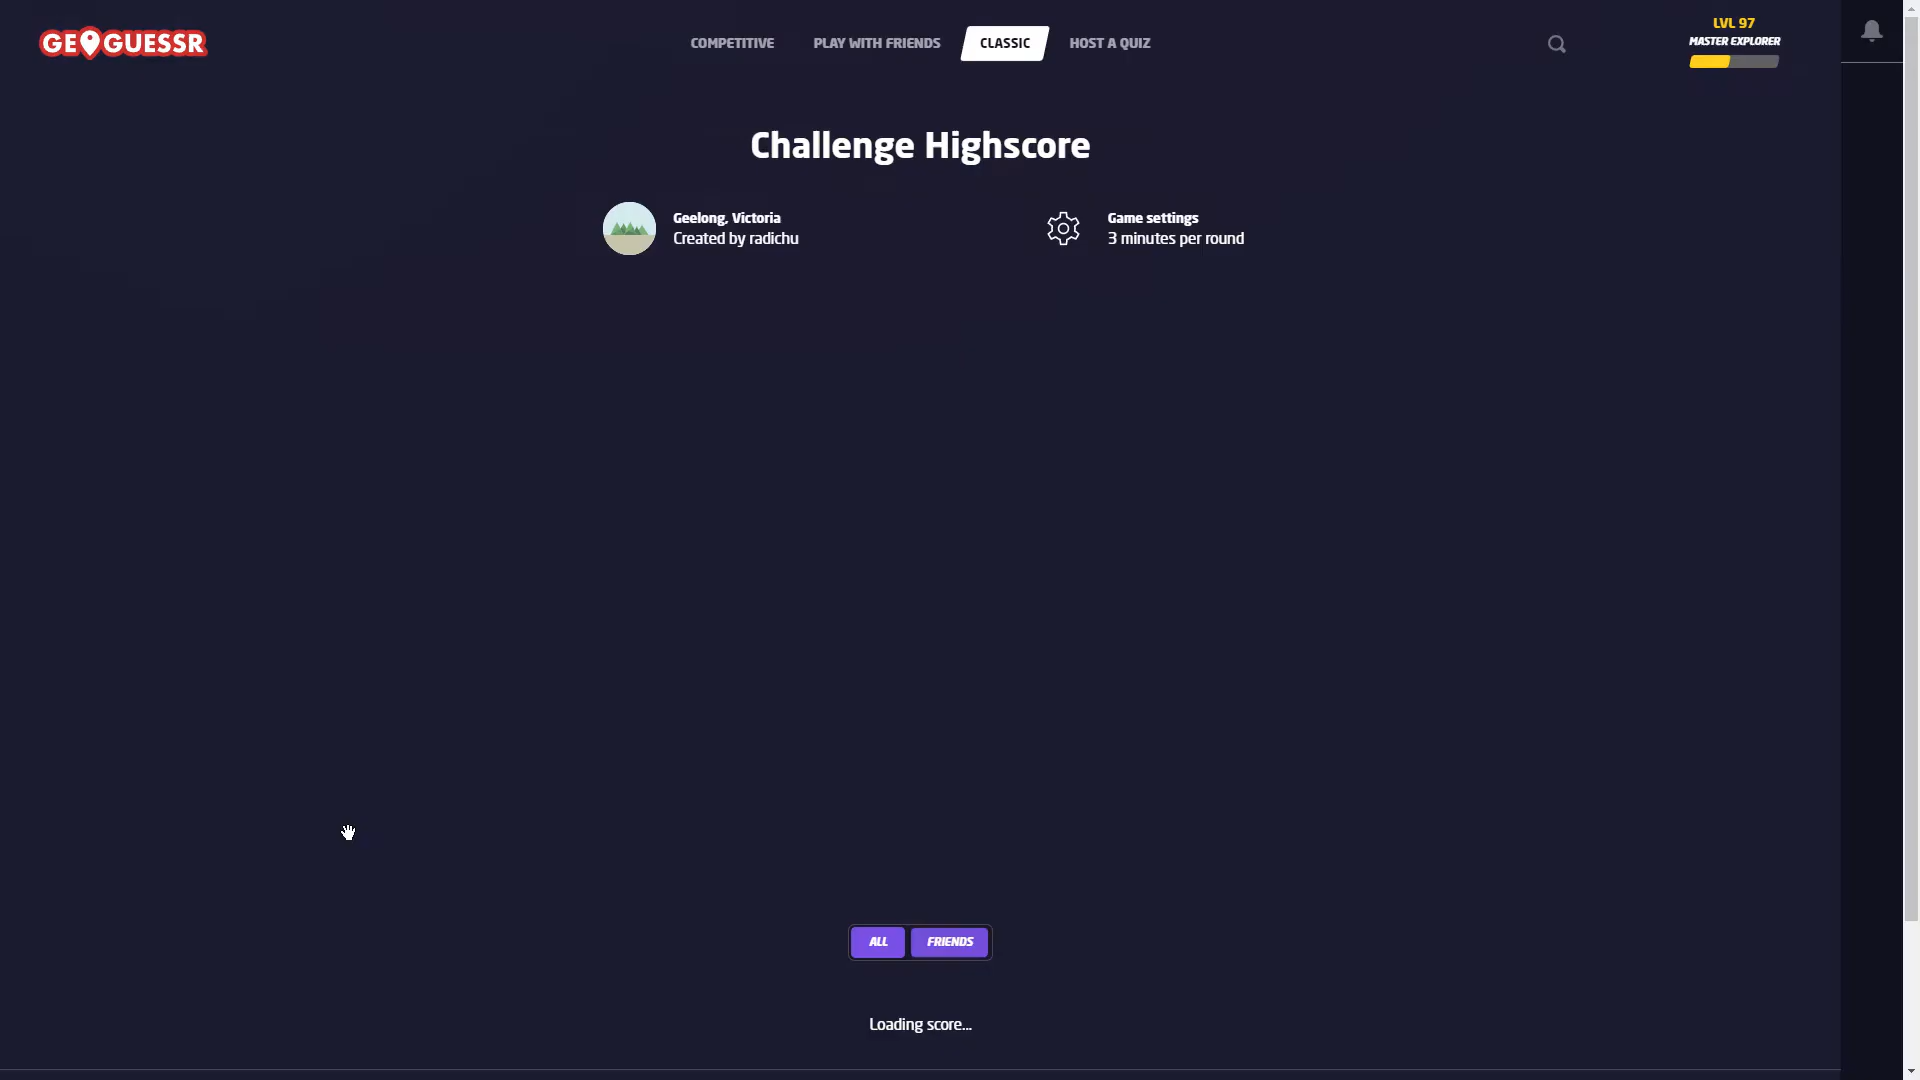 GEOGUESSR
COMPETITIVE
PLAY WITH FRIENDS
CLASSIC
HOST A QUIZ
LVL 97
MASTER EXPLORER
Challenge Highscore
Geelong, Victoria
Created by radichu
Game settings
3 minutes per round
ALL
FRIENDS
Loading score...